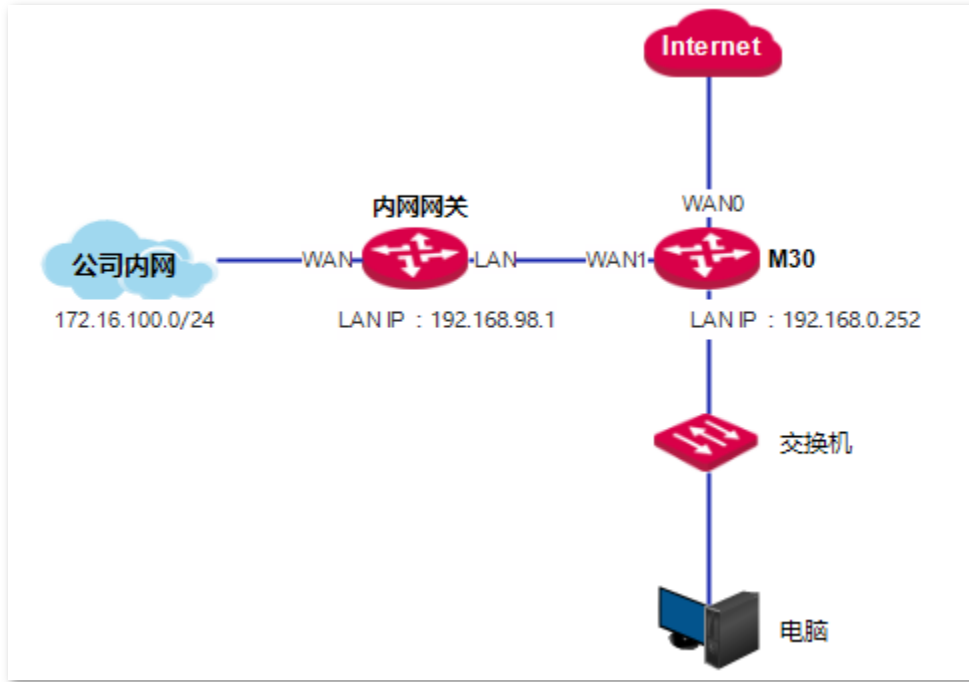 Internet
WAN0
内网网关
公司内网
WAN
LAN
WAN1
M30
172.16.100.0/24
LAN IP ：192.168.98.1
LAN IP ：192.168.0.252
交换机
电脑